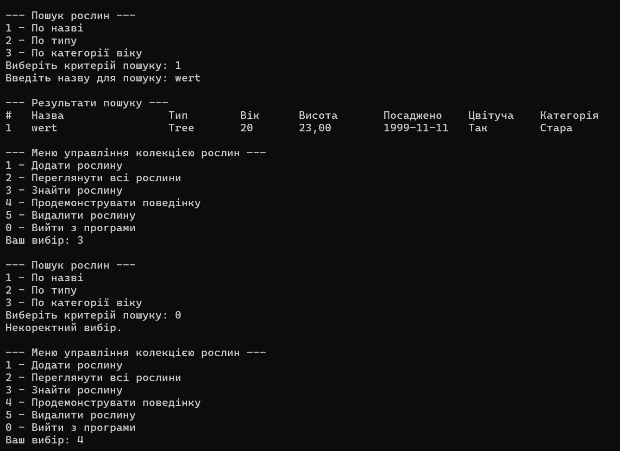 --- Пошук рослин ---
1 - По назві
2 - По типу
3 - По категорії віку
Виберіть критерій пошуку: 1
Введіть назву для пошуку: wert
--- Результати пошуку ---
# Назва Тип Вік Висота Посаджено Цвітуча Категорія
1 wert Tree 20 23,00 1999-11-11 Так Стара
--- Меню управління колекцією рослин ---
1 - Додати рослину
2 - Переглянути всі рослини
3 - Знайти рослину
4 - Продемонструвати поведінку
5 - Видалити рослину
0 - Вийти з програми
Ваш вибір: 3
--- Пошук рослин ---
1 - По назві
2 - По типу
3 - По категорії віку
Виберіть критерій пошуку: 0
Некоректний вибір.
--- Меню управління колекцією рослин ---
1 - Додати рослину
2 - Переглянути всі рослини
3 - Знайти рослину
4 - Продемонструвати поведінку
5 - Видалити рослину
0 - Вийти з програми
Ваш вибір: 4